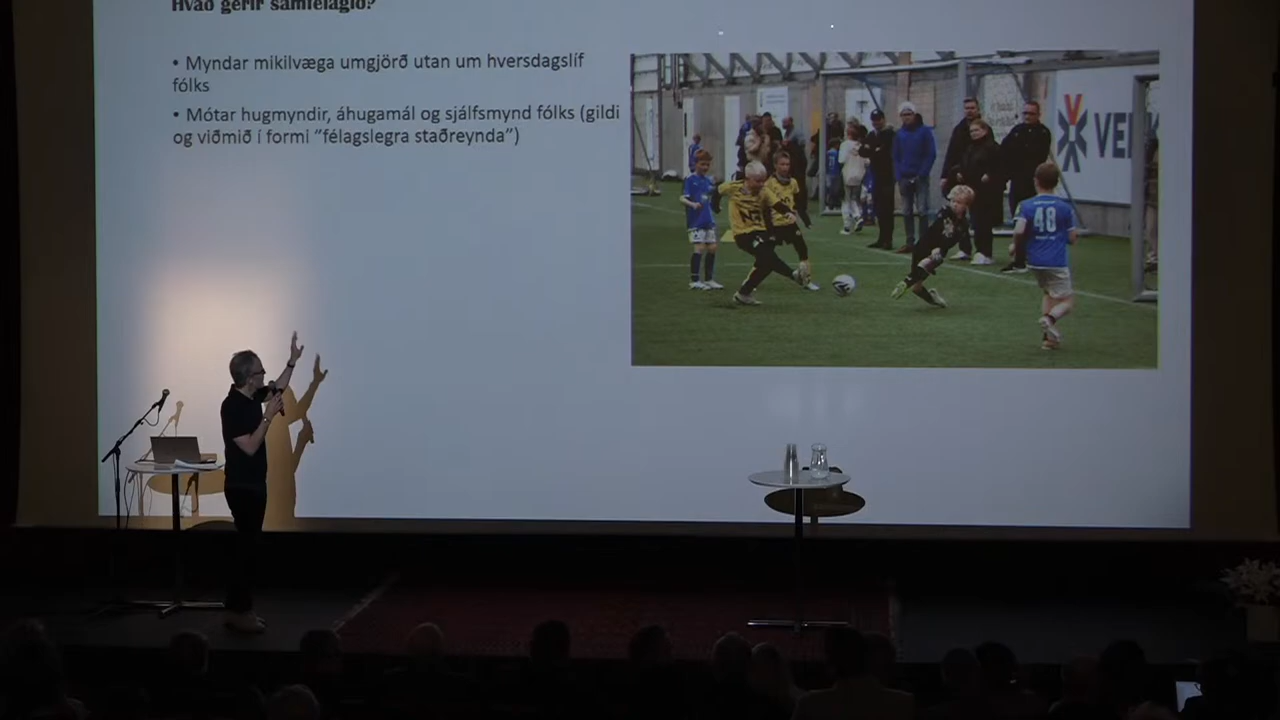 Hvað gerir samfélagið?
• Myndar mikilvæga umgjörð utan um hversdagslíf
fólks
• Mótar hugmyndir, áhugamál og sjálfsmynd fólks (gildi
og viðmið í formi ”félagslegra staðreynda”)
VER
48